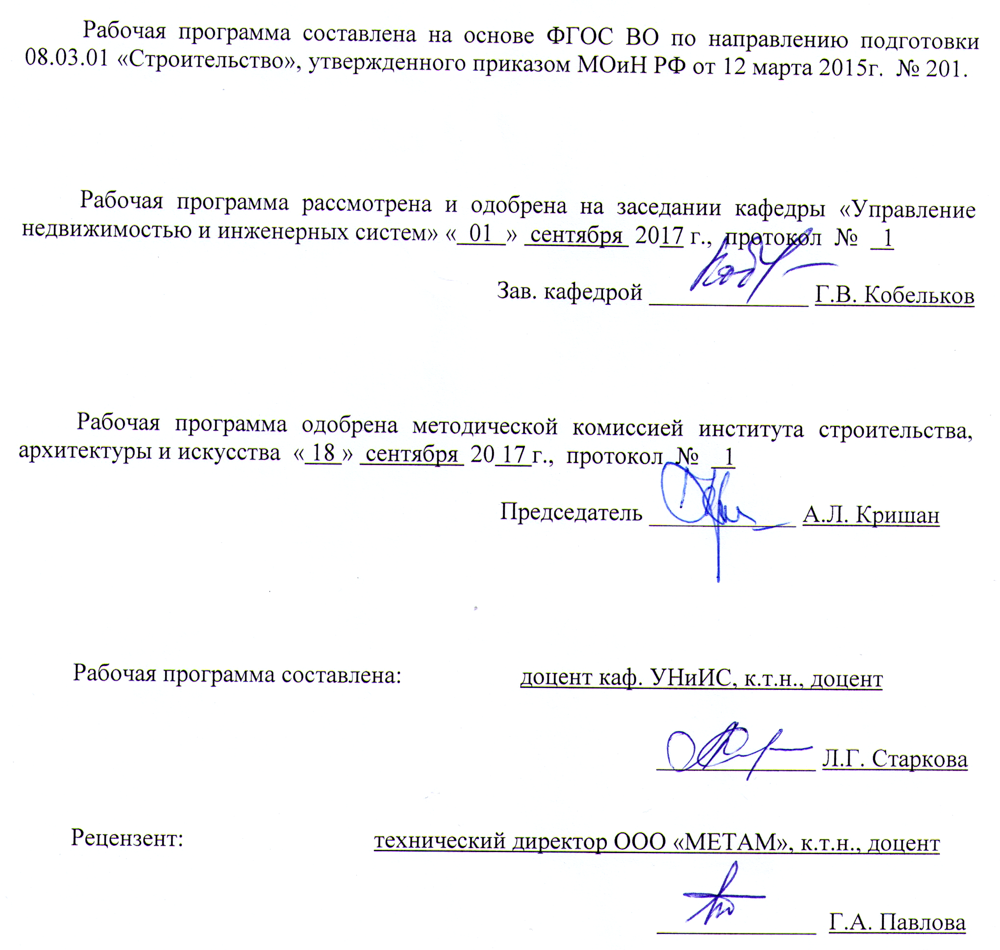 Рабочая программа составлена на основе ФГОС ВО по направлению подготовки
08.03.01 «Строительство», утвержденного приказом МОиН РФ от 12 марта 2015г. № 201.
Рабочая программа рассмотрена и одобрена на заседании кафедры «Управление
недвижимостью и инженерных систем» « 01 » сентября 2017 г., протокол № 1
Зав. кафедрой Г.В. Кобельков
Рабочая программа одобрена методической комиссией института строительства,
архитектуры и искусства « 18 » сентября 20 17 г., протокол № 1
Председатель А.Л. Кришан
Рабочая программа составлена: доцент каф. УНиИС, к.т.н., доцент
Л.Г. Старкова
Рецензент: технический директор ООО «МЕТАМ», к.т.н., доцент
Г.А. Павлова